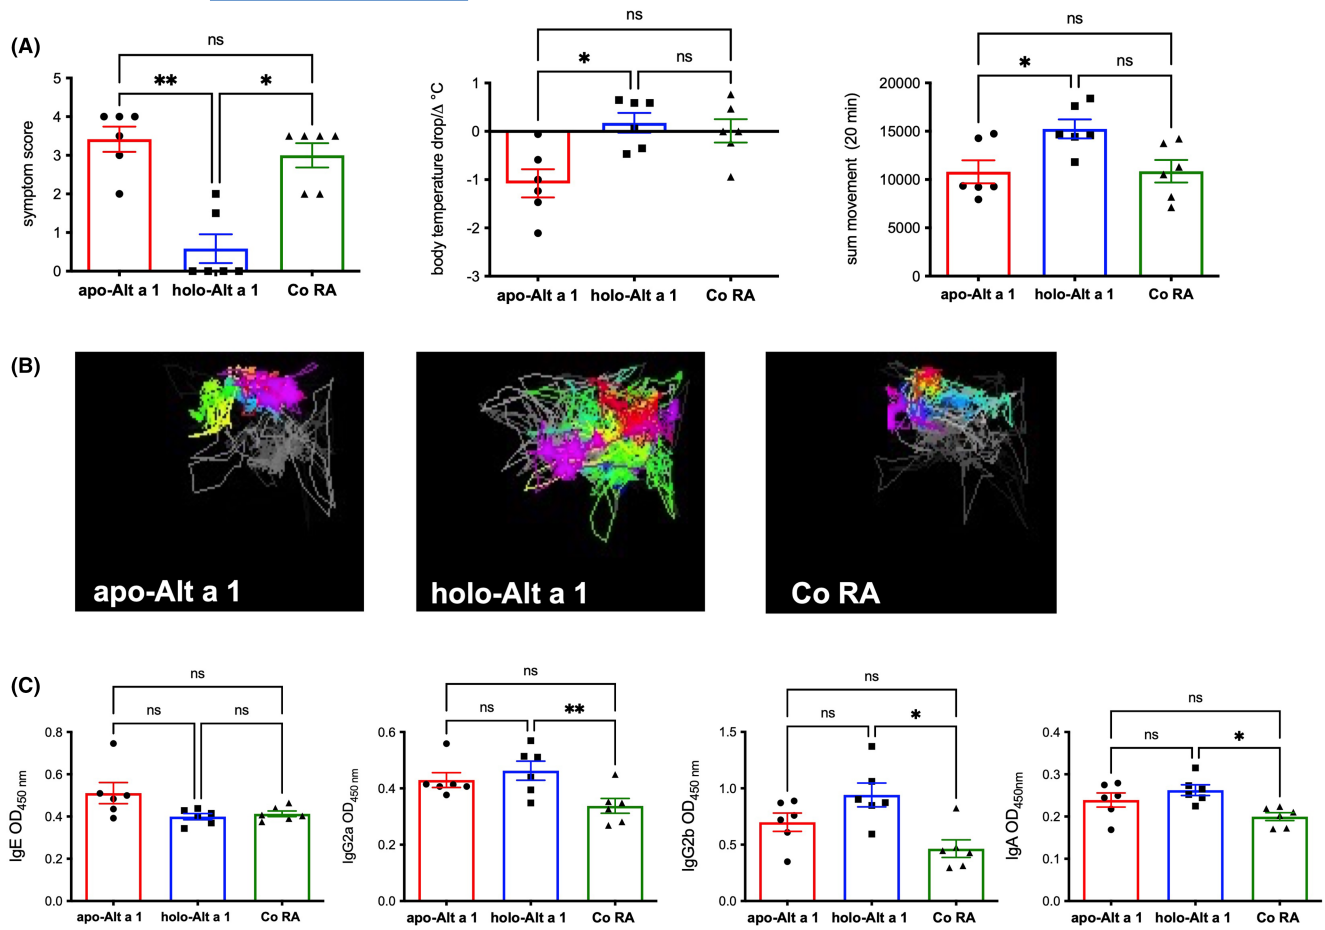 (A)
ns
** *
symptom score
5
4
3
2
1
0
apo-Alt a 1 holo-Alt a 1 Co RA
ns
* ns
body temperature drop/Δ °C
1
0
-1
-2
-3
apo-Alt a 1 holo-Alt a 1 Co RA
ns
* ns
sum movement (20 min)
20000
15000
10000
5000
0
apo-Alt a 1 holo-Alt a 1 Co RA
(B)
apo-Alt a 1
holo-Alt a 1
Co RA
(C)
ns
ns ns
IgE OD450 nm
0.8
0.6
0.4
0.2
0.0
apo-Alt a 1 holo-Alt a 1 Co RA
ns
ns **
IgG2a OD450 nm
0.6
0.4
0.2
0.0
apo-Alt a 1 holo-Alt a 1 Co RA
ns
ns *
IgG2b OD450 nm
1.5
1.0
0.5
0.0
apo-Alt a 1 holo-Alt a 1 Co RA
ns
ns *
IgA OD450nm
0.4
0.3
0.2
0.1
0.0
apo-Alt a 1 holo-Alt a 1 Co RA